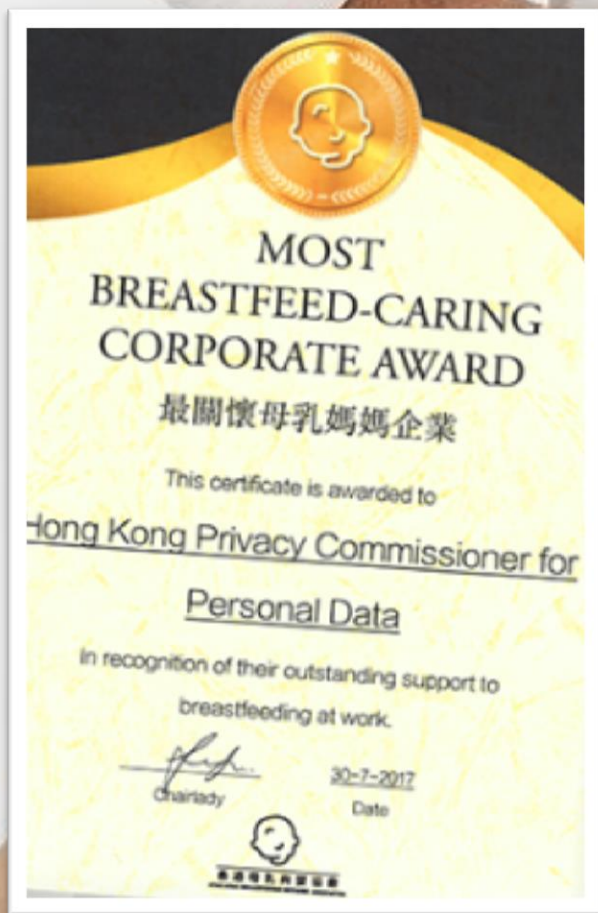 MOST
BREASTFEED-CARING
CORPORATE AWARD
最關懷母乳媽媽企業
This certificate is awarded to
Hong Kong Privacy Commissioner for
Personal Data
In recognition of their outstanding support to
breastfeeding at work.
30-7-2017
Chairlady
Date